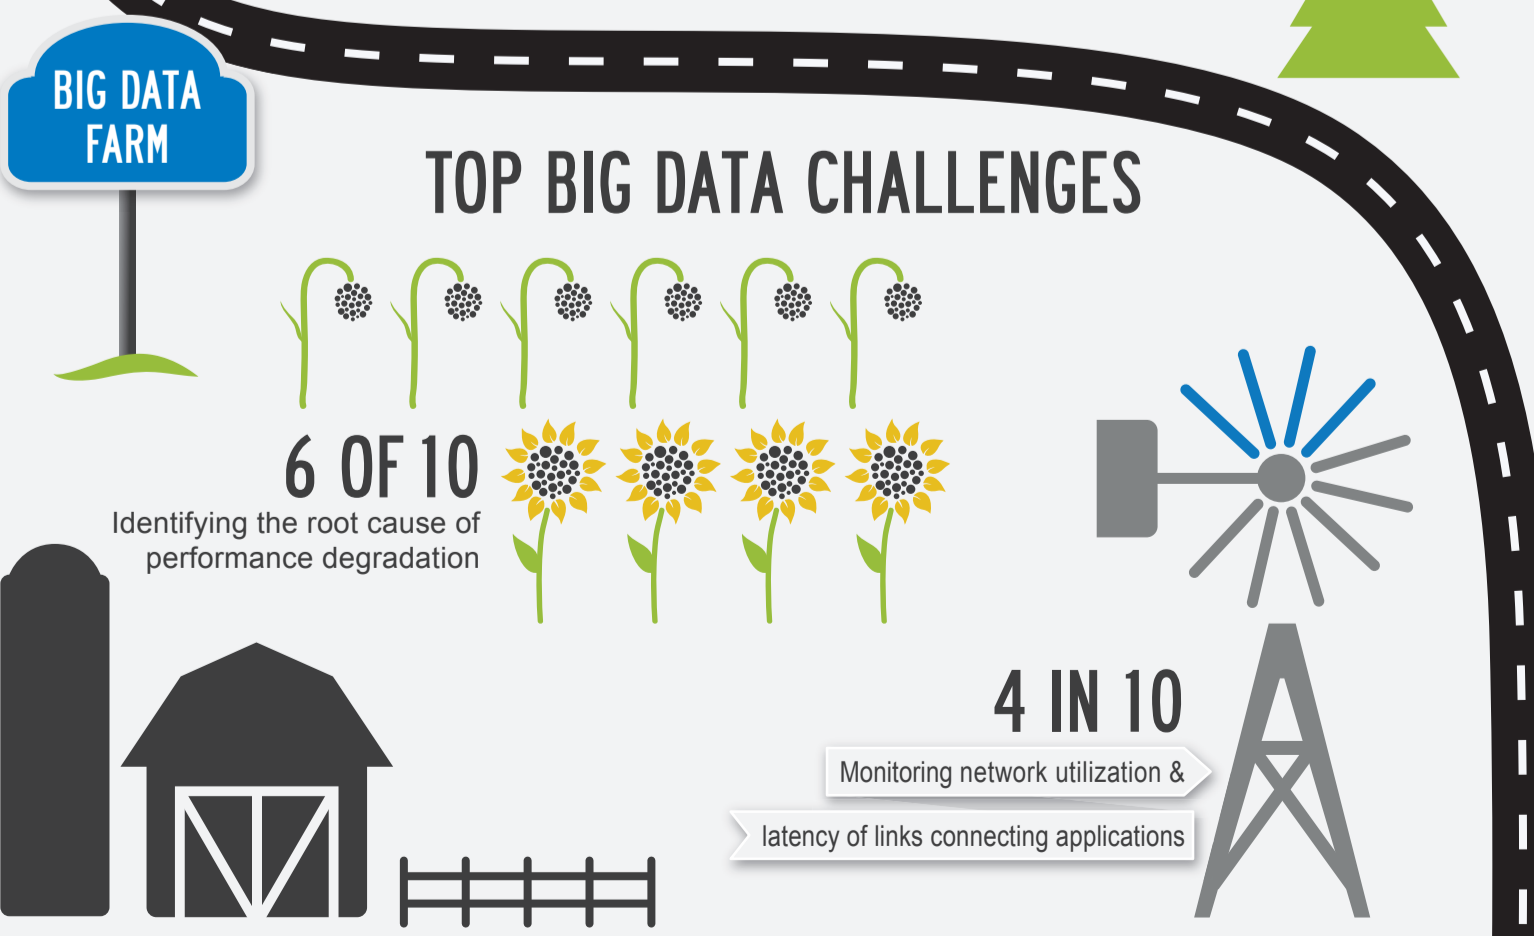 BIG DATA
FARM
TOP BIG DATA CHALLENGES
6 OF 10
Identifying the root cause of
performance degradation
4 IN 10
Monitoring network utilization &
latency of links connecting applications